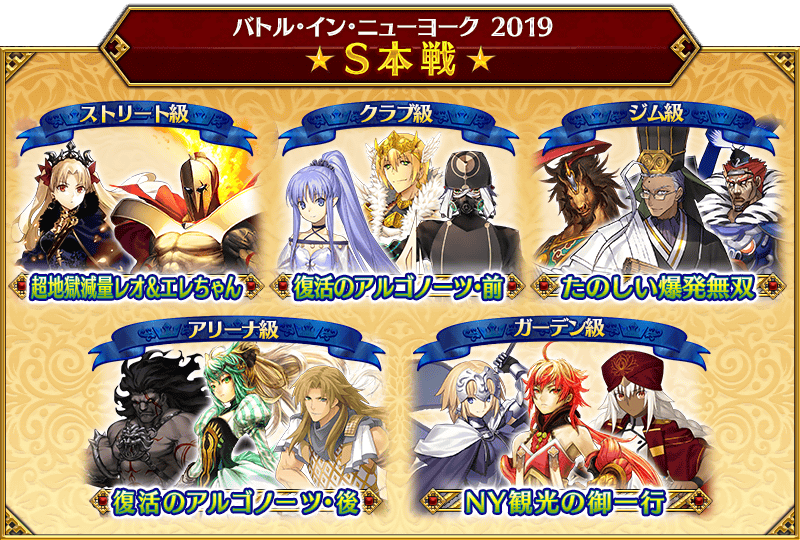 バトル・イン・ニューヨーク 2019
★S本戦★
ストリート級
クラブ級
ジム級
超地獄減量レオ&エレちゃん
復活のアルゴノーツ・前
たのしい爆発無双
アリーナ級
ガーデン級
復活のアルゴノーツ・後
NY観光の御一行